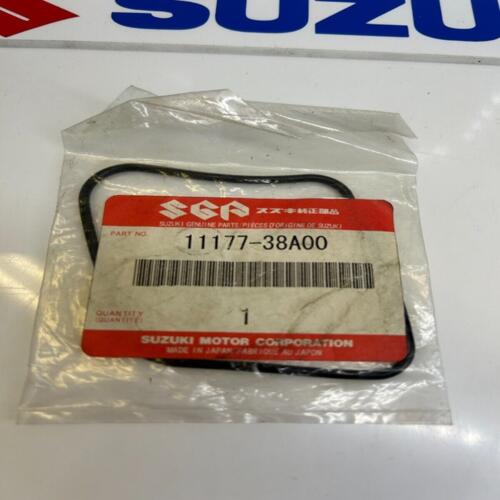 SUZU
SGP スズキ純正部品
SUZUKI GENUINE PARTS/PIÈCES D'ORIGINE DE SUZUKI
PART NO. 11177-38A00
QUANTITY
(QUANTITÉ) 1
SUZUKI MOTOR CORPORATION
MADE IN JAPAN/FABRIQUÉ AU JAPON